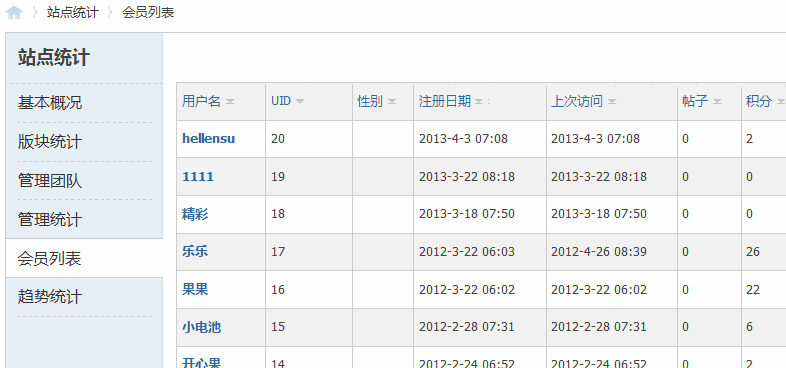 站点统计 会员列表
站点统计
基本概况
版块统计
管理团队
管理统计
会员列表
趋势统计
用户名 UID 性别 注册日期 上次访问 帖子 积分
hellensu 20 2013-4-3 07:08 2013-4-3 07:08 0 2
1111 19 2013-3-22 08:18 2013-3-22 08:18 0 0
精彩 18 2013-3-18 07:50 2013-3-18 07:50 0 0
乐乐 17 2012-3-22 06:03 2012-4-26 08:39 0 26
果果 16 2012-3-22 06:02 2012-3-22 06:02 0 22
小电池 15 2012-2-28 07:31 2012-2-28 07:31 0 6
开心果 14 2012-2-24 06:52 2012-2-24 06:52 0 2